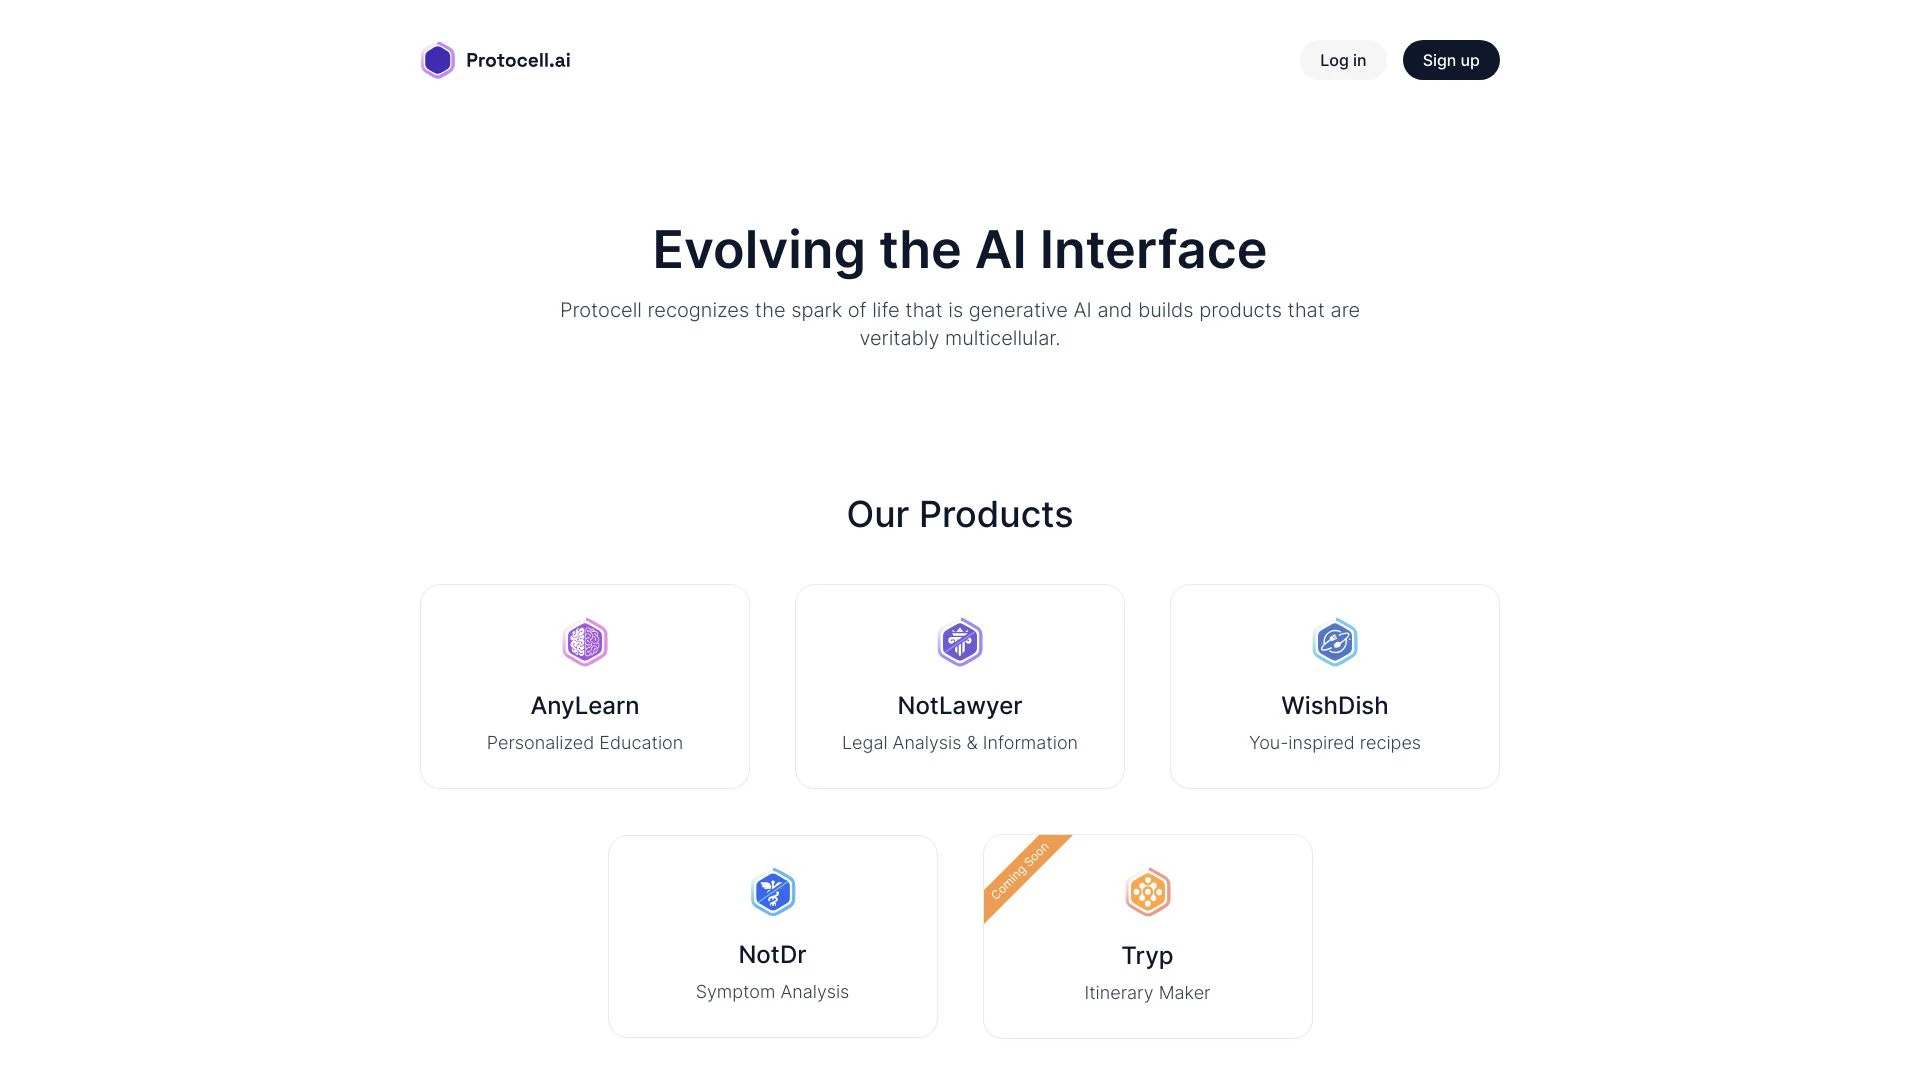 Protocell.ai
Log in
Sign up
Evolving the AI Interface
Protocell recognizes the spark of life that is generative AI and builds products that are
veritably multicellular.
Our Products
AnyLearn
Personalized Education
NotLawyer
Legal Analysis & Information
WishDish
You-inspired recipes
NotDr
Symptom Analysis
Coming Soon
Tryp
Itinerary Maker